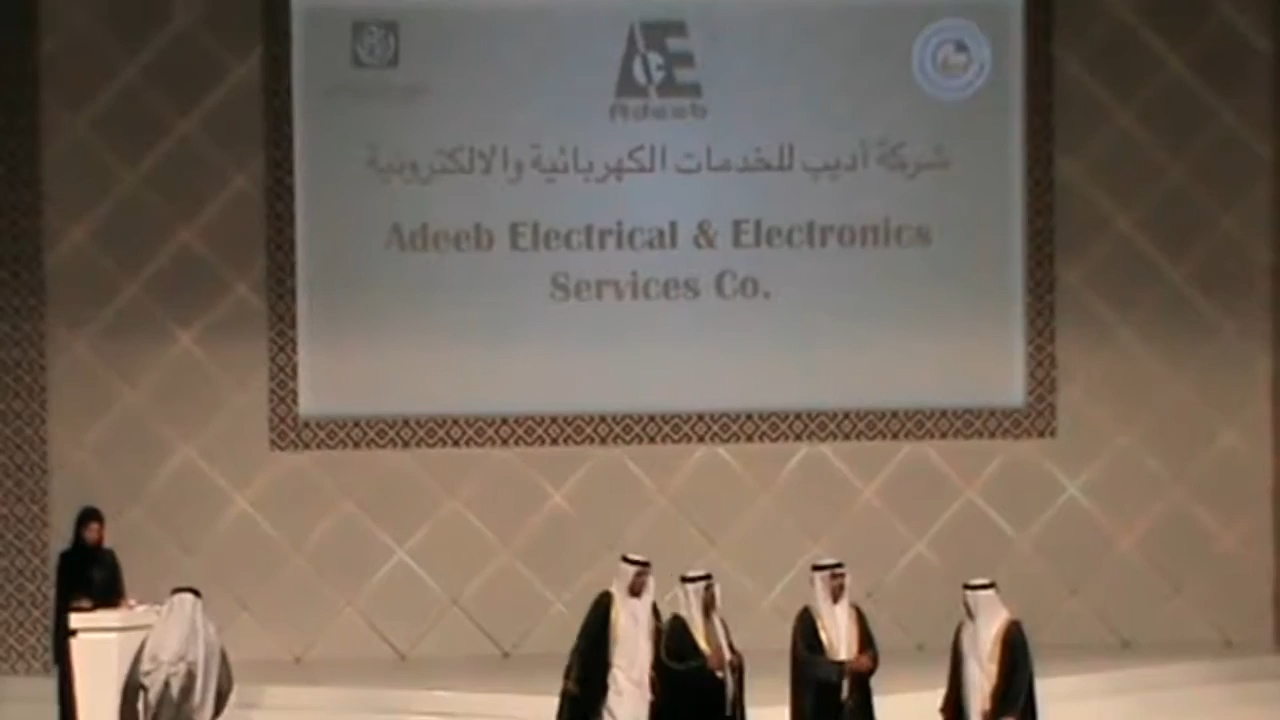 Adeeb
شركة أديب للخدمات الكهربائية والالكترونية
Adeeb Electrical & Electronics
Services Co.